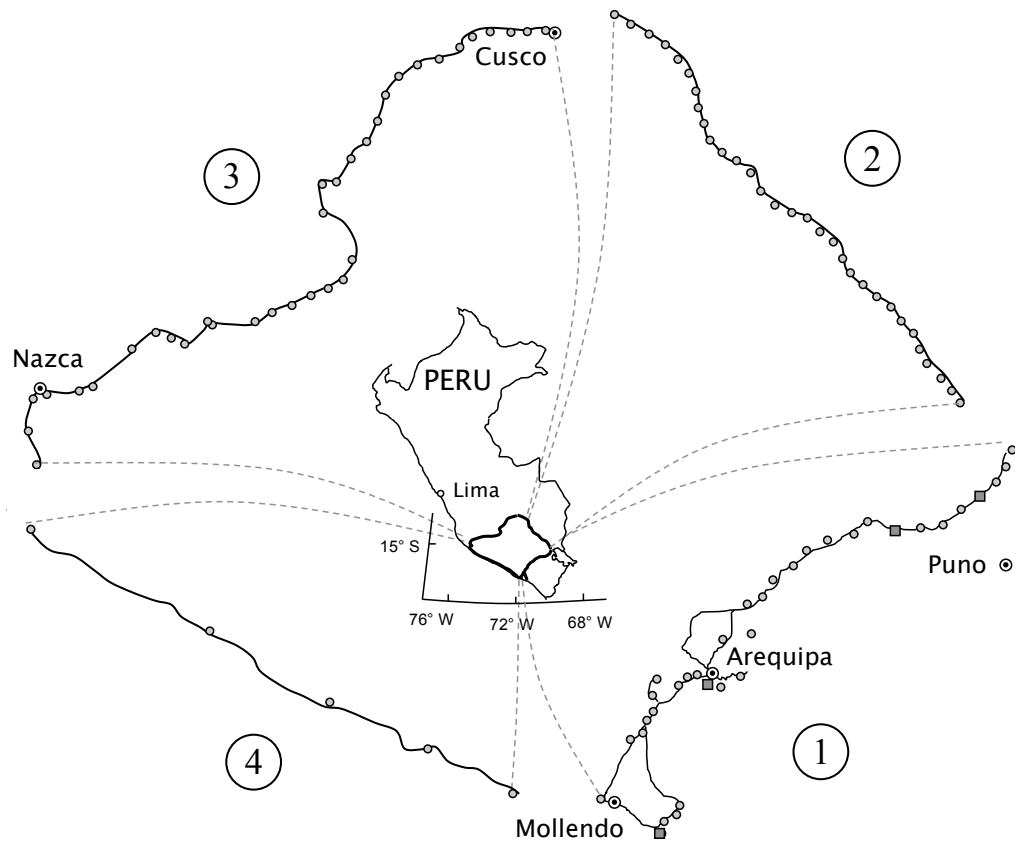 Cusco
3
2
Nazca
PERU
Lima
15° S
76° W
72° W
68° W
Puno
Arequipa
4
1
Mollendo